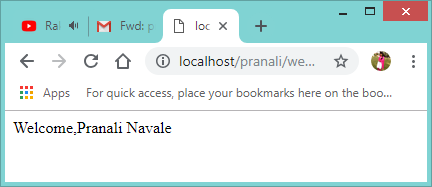 Ra
Fwd: p
loc
localhost/pranali/we...
Apps
For quick access, place your bookmarks here on the boo...
Welcome,Pranali Navale